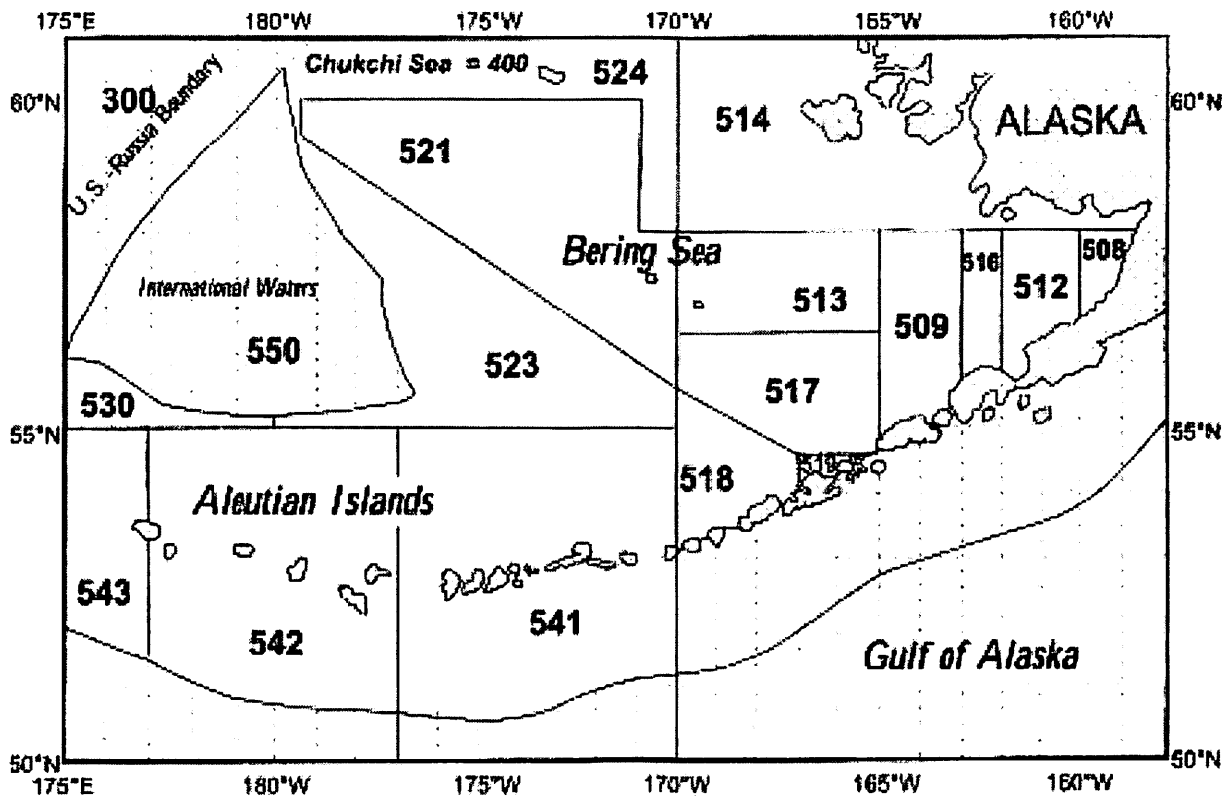 175°E 180°W 175°W 170°W 165°W 160°W
Chukchi Sea = 400
524
300
60°N
60°N
U.S.-Russia Boundary
514
ALASKA
521
Bering Sea
516
508
International Waters
513
512
509
550
523
517
530
55°N
55°N
518
519
Aleutian Islands
543
542
541
Gulf of Alaska
50°N
50°N
175°E 180°W 175°W 170°W 165°W 160°W